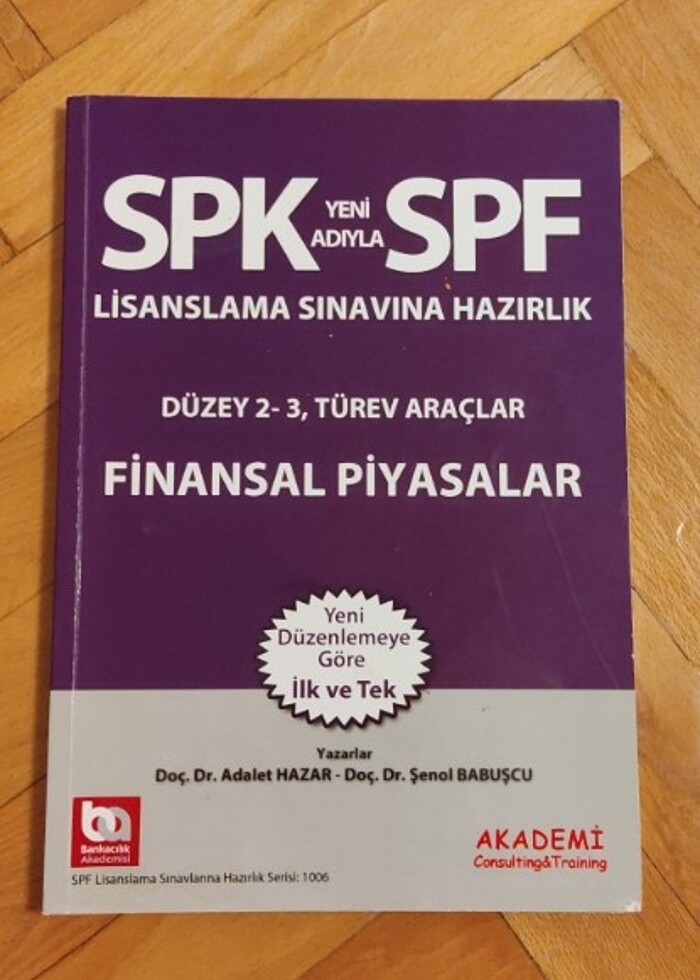 SPK YENİ ADIYLA SPF
LİSANSLAMA SINAVINA HAZIRLIK
DÜZEY 2- 3, TÜREV ARAÇLAR
FİNANSAL PİYASALAR
Yeni
Düzenlemeye
Göre
İlk ve Tek
Yazarlar
Doç. Dr. Adalet HAZAR - Doç. Dr. Şenol BABUŞCU
ba
Bankacılık
Akademisi
AKADEMİ
Consulting&Training
SPF Lisanslama Sınavlarına Hazırlık Serisi: 1006